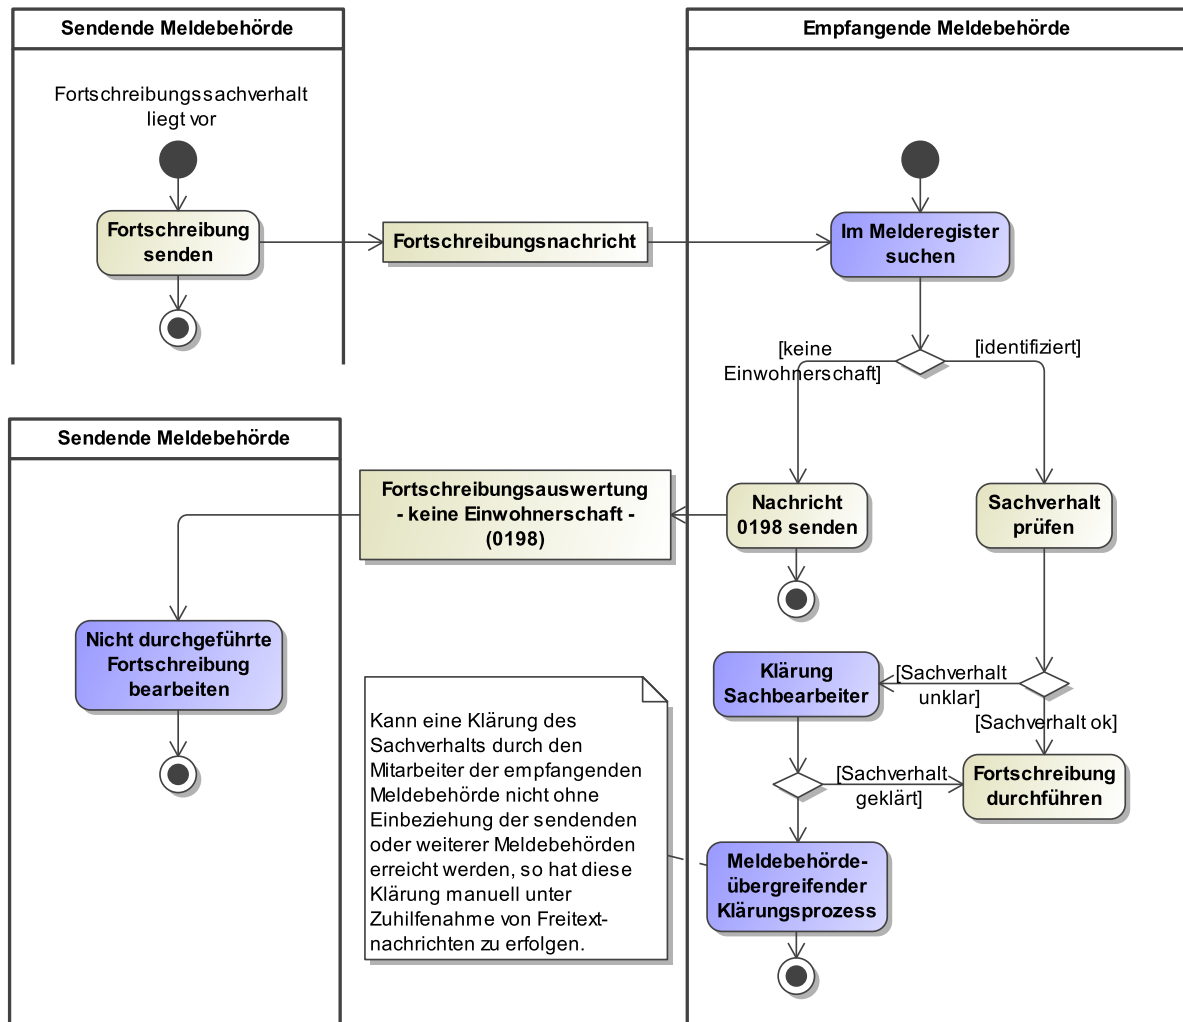 Sendende Meldebehörde
Empfangende Meldebehörde
Fortschreibungssachverhalt
liegt vor
Fortschreibung
senden
Fortschreibungsnachricht
Im Melderegister
suchen
[keine
Einwohnerschaft]
[identifiziert]
Sendende Meldebehörde
Fortschreibungsauswertung
- keine Einwohnerschaft -
(0198)
Nachricht
0198 senden
Sachverhalt
prüfen
Nicht durchgeführte
Fortschreibung
bearbeiten
Klärung
Sachbearbeiter
[Sachverhalt
unklar]
[Sachverhalt ok]
[Sachverhalt
geklärt]
Fortschreibung
durchführen
Kann eine Klärung des
Sachverhalts durch den
Mitarbeiter der empfangenden
Meldebehörde nicht ohne
Einbeziehung der sendenden
oder weiterer Meldebehörden
erreicht werden, so hat diese
Klärung manuell unter
Zuhilfenahme von Freitext-
nachrichten zu erfolgen.
Meldebehörde-
übergreifender
Klärungsprozess